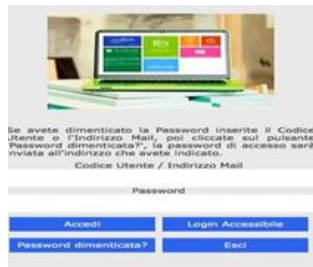 Se avete dimenticato la Password inserite il Codice
Utente o l'Indirizzo Mail, poi cliccate sul pulsante
'Password dimenticata?', la password di accesso sarà
inviata all'indirizzo che avete indicato.
Codice Utente / Indirizzo Mail
Password
Accedi
Login Accessibile
Password dimenticata?
Esci